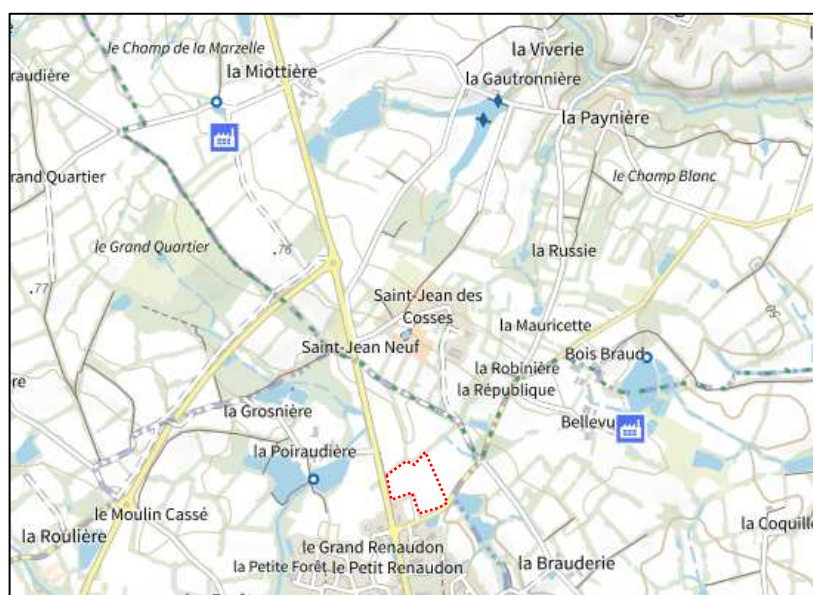 le Champ de la Marzelle
la Viverie
la Miottière
la Gautronnière
la Paynière
Quartier
le Champ Blanc
le Grand Quartier
.76
.77
la Russie
Saint-Jean des
Cosses
Saint-Jean Neuf
la Mauricette
Bois Braud
la Robinière
la République
la Grosnière
Bellevu
la Poiraudière
le Moulin Cassé
la Roulière
la Coquille
le Grand Renaudon
la Petite Forêt
le Petit Renaudon
la Brauderie